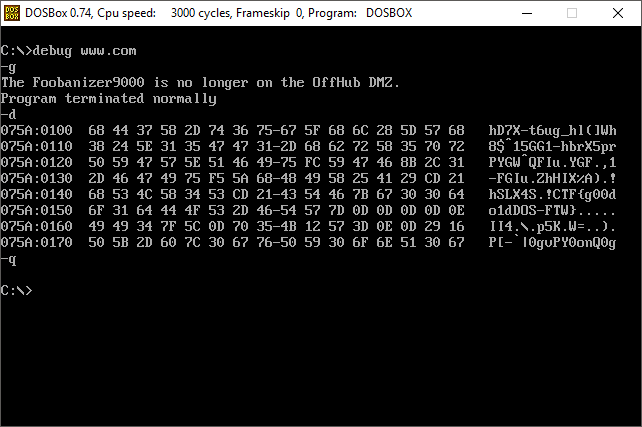 DOSBox 0.74, Cpu speed: 3000 cycles, Frameskip 0, Program: DOSBOX
C:\>debug www.com
-g
The Foobanizer9000 is no longer on the OffHub DMZ.
Program terminated normally
-d
075A:0100 68 44 37 58 2D 74 36 75-67 5F 68 6C 28 5D 57 68 hD7X-t6ug_hl(]Wh
075A:0110 38 24 5E 31 35 47 47 31-2D 68 62 72 58 35 70 72 8$^15GG1-hbrX5pr
075A:0120 50 59 47 57 5E 51 46 49-75 FC 59 47 46 8B 2C 31 PYGW^QFIu.YGF.,1
075A:0130 2D 46 47 49 75 F5 5A 68-48 49 58 25 41 29 CD 21 -FGIu.ZhHIX%A).!
075A:0140 68 53 4C 58 34 53 CD 21-43 54 46 7B 67 30 30 64 hSLX4S.!CTF{g00d
075A:0150 6F 31 64 44 4F 53 2D 46-54 57 7D 0D 0D 0D 0D 0E o1dDOS-FTW}.....
075A:0160 49 49 34 7F 5C 0D 70 35-4B 12 57 3D 0E 0D 29 16 II4.\.p5K.W=..).
075A:0170 50 5B 2D 60 7C 30 67 76-50 59 30 6F 6E 51 30 67 P[-`|0gvPY0onQ0g
-q
C:\>